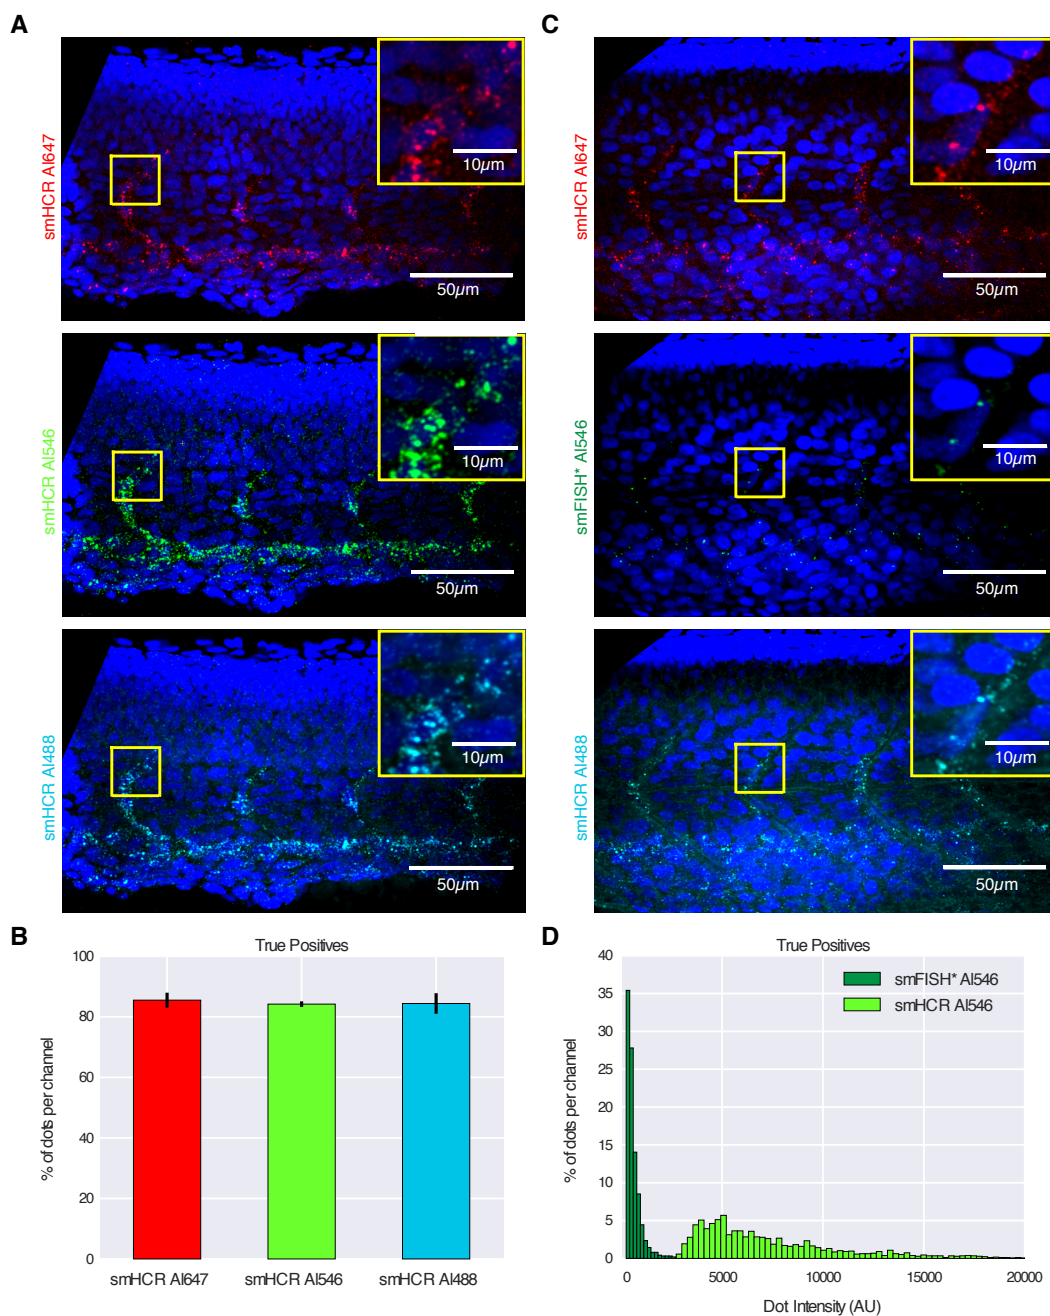 A
C
smHCR Al647
10µm
50µm
smHCR Al647
10µm
50µm
smHCR Al546
10µm
50µm
smFISH* Al546
10µm
50µm
smHCR Al488
10µm
50µm
smHCR Al488
10µm
50µm
B
True Positives
% of dots per channel
100
80
60
40
20
0
smHCR Al647 smHCR Al546 smHCR Al488
D
True Positives
smFISH* Al546
smHCR Al546
% of dots per channel
40
35
30
25
20
15
10
5
0
0 5000 10000 15000 20000
Dot Intensity (AU)